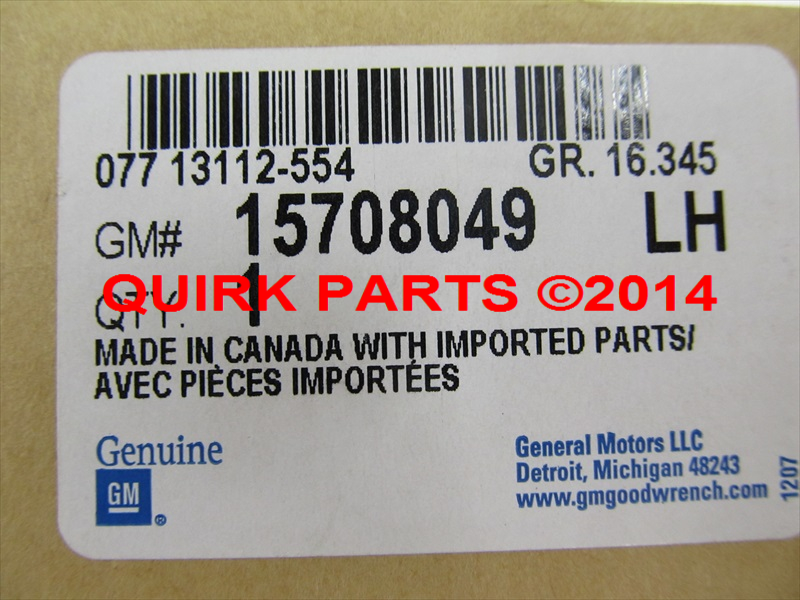 077 13112-554 GR. 16.345
GM# 15708049 LH
QUIRK PARTS ©2014
QTY. 1
MADE IN CANADA WITH IMPORTED PARTS/
AVEC PIÈCES IMPORTÉES
Genuine
GM®
General Motors LLC
Detroit, Michigan 48243
www.gmgoodwrench.com
1207